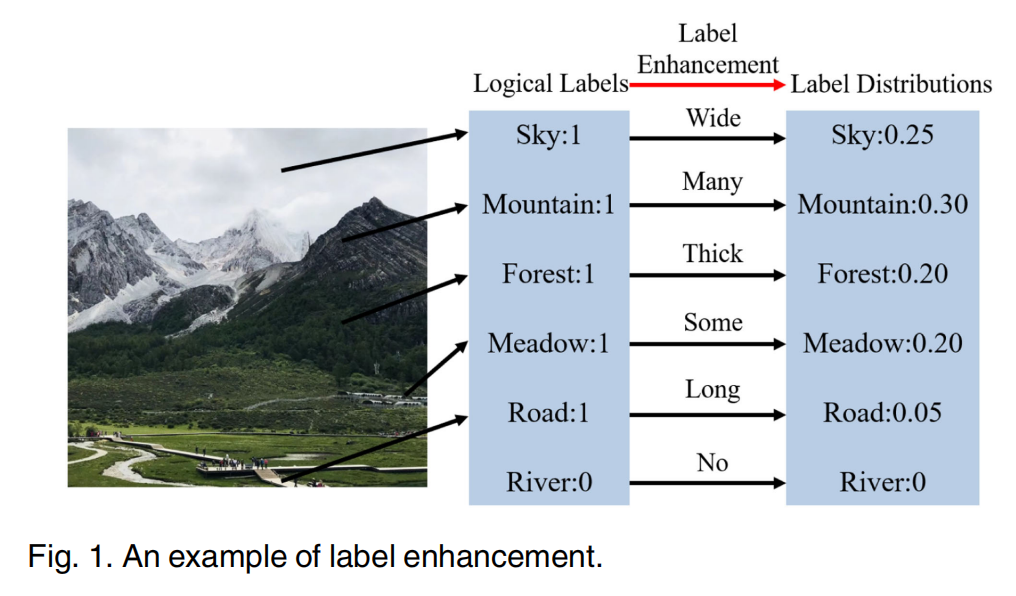 Label
Enhancement
Logical Labels
Label Distributions
Sky:1
Wide
Sky:0.25
Mountain:1
Many
Mountain:0.30
Forest:1
Thick
Forest:0.20
Meadow:1
Some
Meadow:0.20
Road:1
Long
Road:0.05
River:0
No
River:0
Fig. 1. An example of label enhancement.